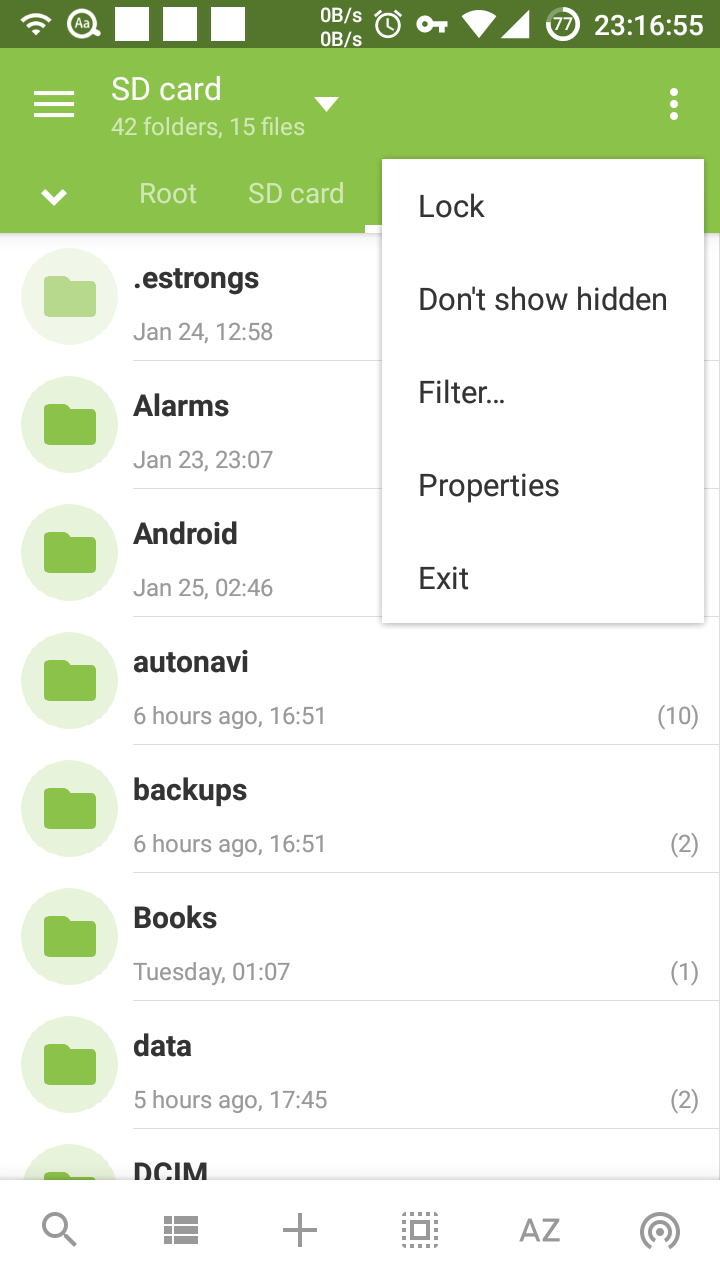 Aa
0B/s
0B/s
77
23:16:55
SD card
42 folders, 15 files
Root
SD card
Lock
Don't show hidden
Filter...
Properties
Exit
.estrongs
Jan 24, 12:58
Alarms
Jan 23, 23:07
Android
Jan 25, 02:46
autonavi
6 hours ago, 16:51
(10)
backups
6 hours ago, 16:51
(2)
Books
Tuesday, 01:07
(1)
data
5 hours ago, 17:45
(2)
DCIM
AZ